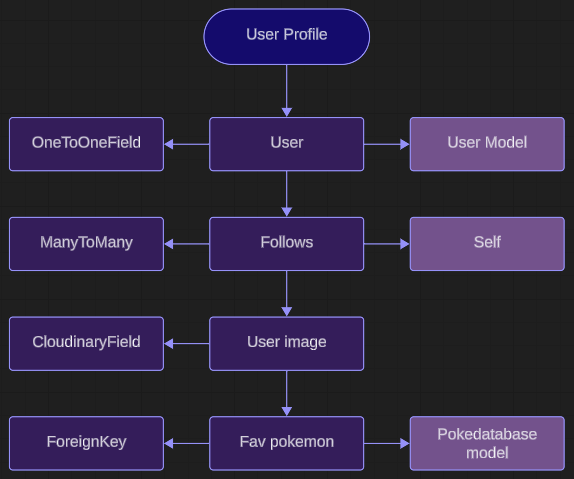 User Profile
OneToOneField
User
User Model
ManyToMany
Follows
Self
CloudinaryField
User image
ForeignKey
Fav pokemon
Pokedatabase
model